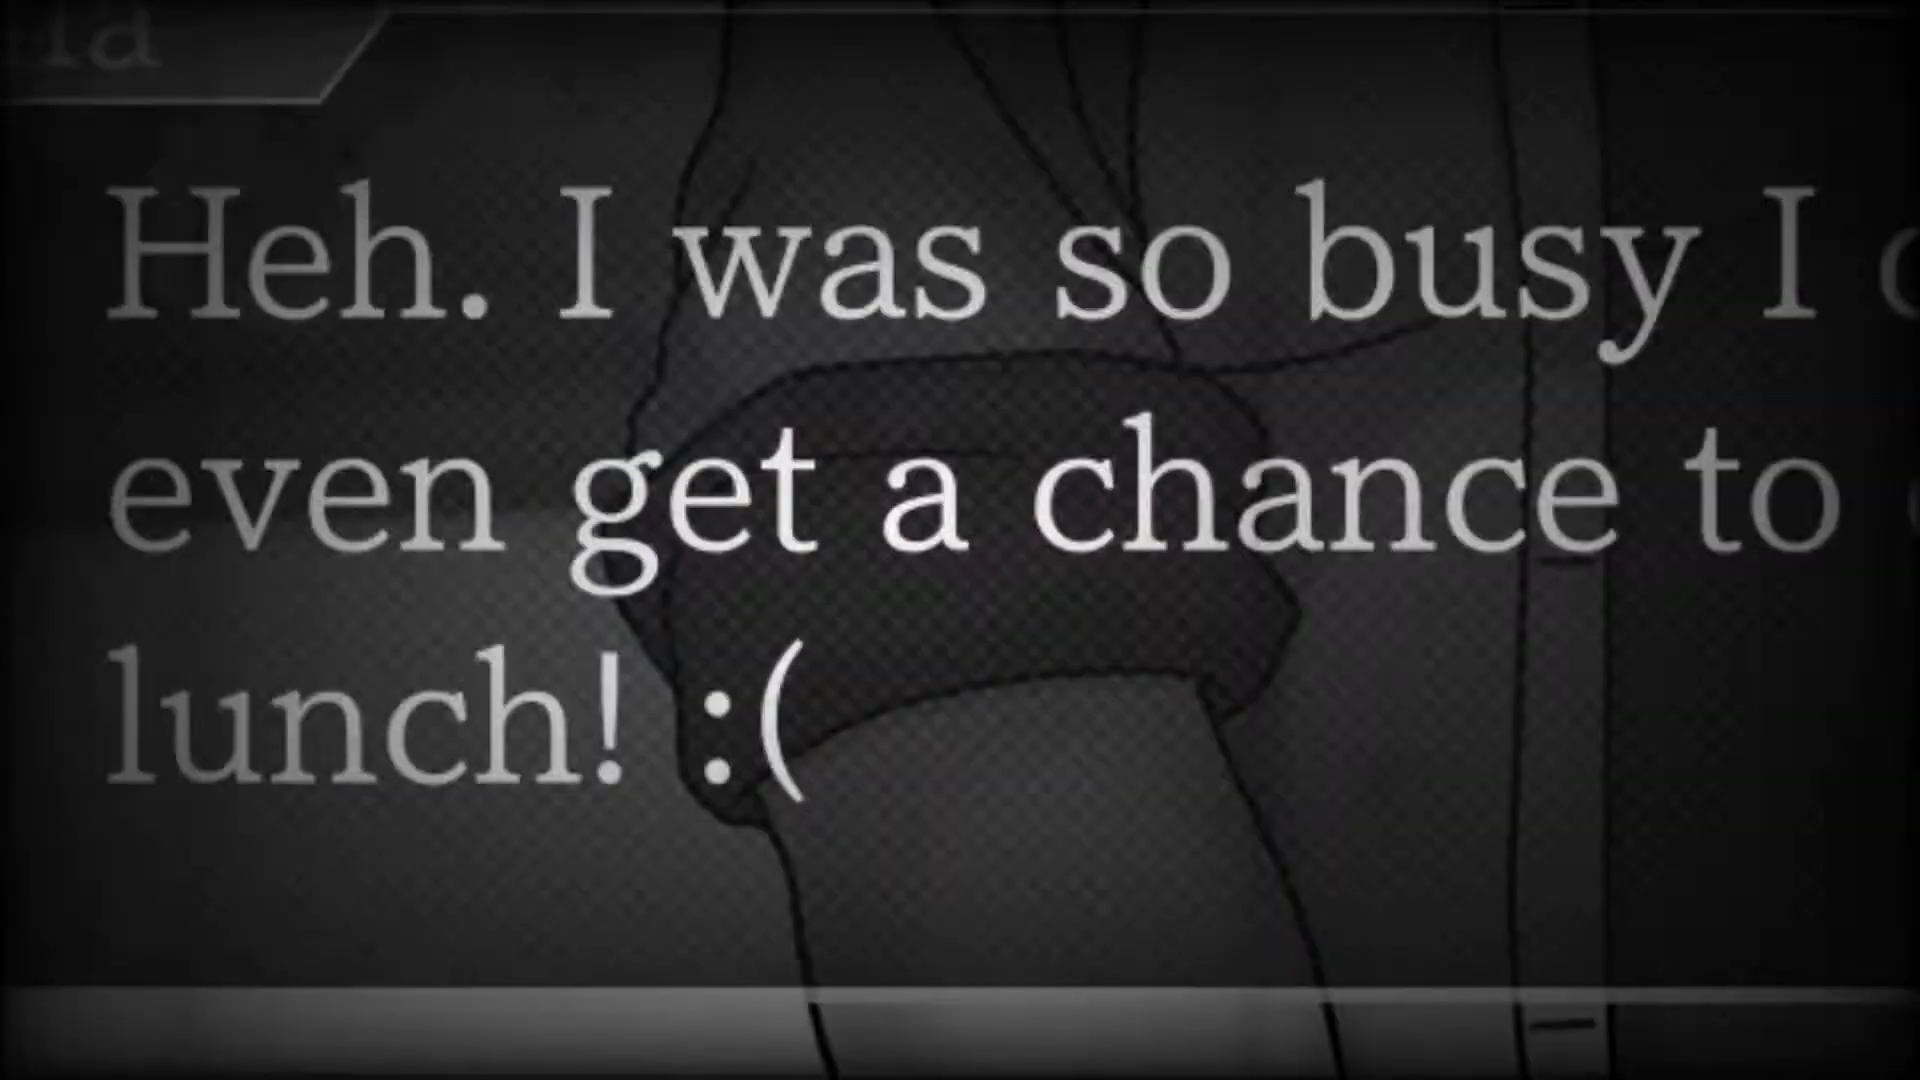 Heh. I was so busy I
even get a chance to
lunch! :(